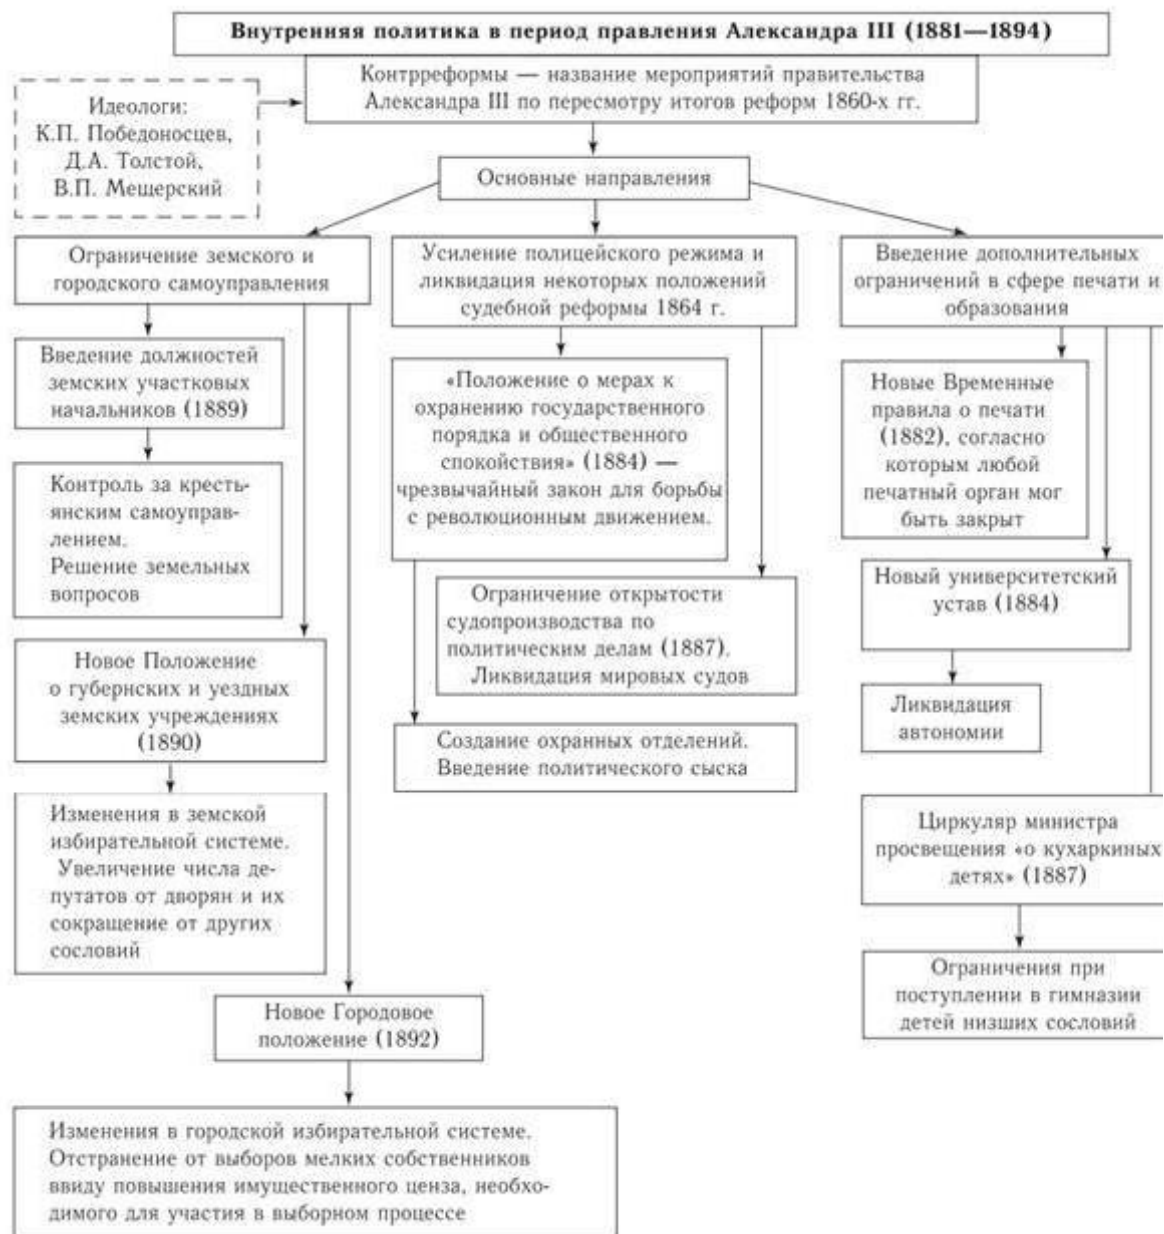 Внутренняя политика в период правления Александра III (1881—1894)
Контрреформы — название мероприятий правительства
Александра III по пересмотру итогов реформ 1860-х гг.
Идеологи:
К.П. Победоносцев,
Д.А. Толстой,
В.П. Мещерский
Основные направления
Ограничение земского и
городского самоуправления
Введение должностей
земских участковых
начальников (1889)
Контроль за кресть-
янским самоуправ-
лением.
Решение земельных
вопросов
Новое Положение
о губернских и уездных
земских учреждениях
(1890)
Изменения в земской
избирательной системе.
Увеличение числа де-
путатов от дворян и их
сокращение от других
сословий
Новое Городовое
положение (1892)
Изменения в городской избирательной системе.
Отстранение от выборов мелких собственников
ввиду повышения имущественного ценза, необхо-
димого для участия в выборном процессе
Усиление полицейского режима и
ликвидация некоторых положений
судебной реформы 1864 г.
«Положение о мерах к
охранению государственного
порядка и общественного
спокойствия» (1884) —
чрезвычайный закон для борьбы
с революционным движением.
Ограничение открытости
судопроизводства по
политическим делам (1887).
Ликвидация мировых судов
Создание охранных отделений.
Введение политического сыска
Введение дополнительных
ограничений в сфере печати и
образования
Новые Временные
правила о печати
(1882), согласно
которым любой
печатный орган мог
быть закрыт
Новый университетский
устав (1884)
Ликвидация
автономии
Циркуляр министра
просвещения «о кухаркиных
детях» (1887)
Ограничения при
поступлении в гимназии
детей низших сословий